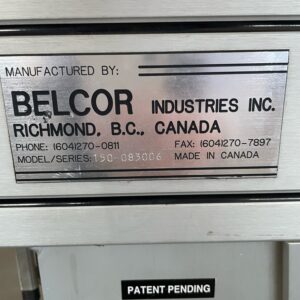 MANUFACTURED BY:
BELCOR INDUSTRIES INC.
RICHMOND, B.C., CANADA
PHONE: (604)270-0811 FAX: (604)270-7897
MODEL/SERIES: 150-083006 MADE IN CANADA
PATENT PENDING